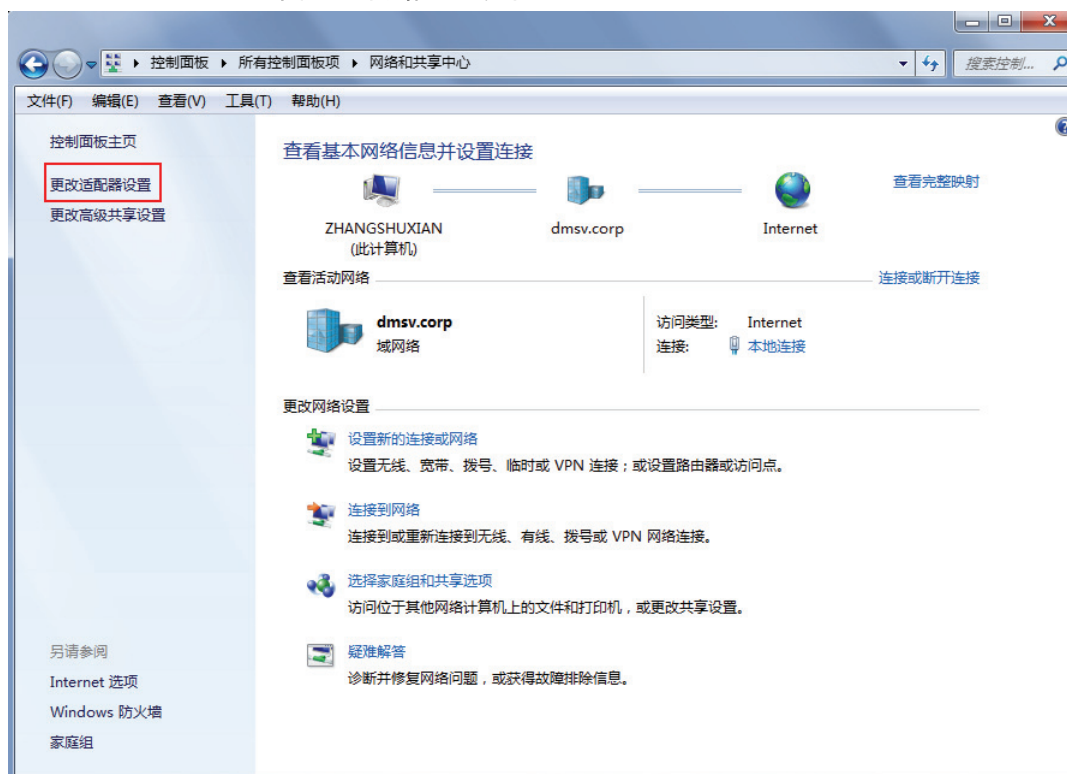 控制面板 ▸ 所有控制面板项 ▸ 网络和共享中心
搜索控制...
文件(F) 编辑(E) 查看(V) 工具(T) 帮助(H)
控制面板主页
更改适配器设置
更改高级共享设置
查看基本网络信息并设置连接
查看完整映射
ZHANGSHUXIAN
(此计算机)
dmsv.corp
Internet
查看活动网络
连接或断开连接
dmsv.corp
域网络
访问类型: Internet
连接: 本地连接
更改网络设置
设置新的连接或网络
设置无线、宽带、拨号、临时或 VPN 连接；或设置路由器或访问点。
连接到网络
连接到或重新连接到无线、有线、拨号或 VPN 网络连接。
选择家庭组和共享选项
访问位于其他网络计算机上的文件和打印机，或更改共享设置。
疑难解答
诊断并修复网络问题，或获得故障排除信息。
另请参阅
Internet 选项
Windows 防火墙
家庭组